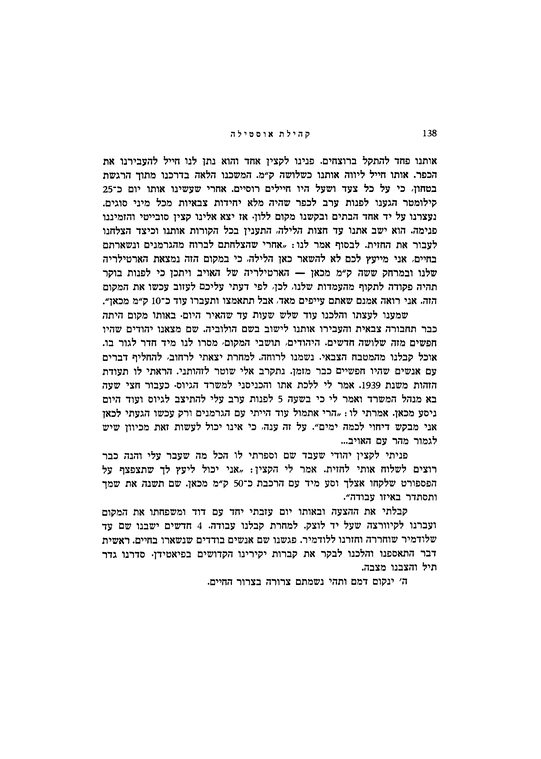 138 קהילת אוסטילה
אותנו פחד להתקל ברוצחים. פנינו לקצין אחד והוא נתן לנו חייל להעבירנו את
הכפר. אותו חייל ליווה אותנו כשלושה ק״מ. המשכנו הלאה בדרכנו מתוך הרגשת
בטחון, כי על כל צעד ושעל היו חיילים רוסיים. אחרי שעשינו אותו יום כ־25
קילומטר הגענו לפנות ערב לכפר שהיה מלא יחידות צבאיות מכל מיני סוגים.
נעצרנו על יד אחד הבתים ובקשנו מקום ללון. אז יצא אלינו קצין סובייטי והזמיננו
פנימה. הוא ישב אתנו עד חצות הלילה, התענין בכל הקורות אותנו וכיצד הצלחנו
לעבור את החזית. לבסוף אמר לנו: „אחרי שהצלחתם לברוח מהגרמנים ונשארתם
בחיים, אני מייעץ לכם לא להשאר כאן הלילה, כי במקום הזה נמצאת הארטילריה
שלנו ובמרחק ששה ק״מ מכאן — הארטילריה של האויב ויתכן כי לפנות בוקר
תהיה פקודה לתקוף מהעמדות שלנו. לכן, לפי דעתי עליכם לעזוב עכשו את המקום
הזה. אני רואה אמנם שאתם עייפים מאד, אבל תתאמצו ותעברו עוד כ־10 ק״מ מכאן״.
שמענו לעצתו והלכנו עוד שלש שעות עד שהאיר היום. באותו מקום היתה
כבר תחבורה צבאית והעבירו אותנו לישוב בשם הולוביה. שם מצאנו יהודים שהיו
חפשים מזה שלושה חדשים. היהודים, תושבי המקום, מסרו לנו מיד חדר לגור בו.
אוכל קבלנו מהמטבח הצבאי. נשמנו לרוחה. למחרת יצאתי לרחוב, להחליף דברים
עם אנשים שהיו חפשיים כבר מזמן. נתקרב אלי שוטר לזהותני. הראתי לו תעודת
הזהות משנת 1939. אמר לי ללכת אתו והכניסני למשרד הגיוס. כעבור חצי שעה
בא מנהל המשרד ואמר לי כי בשעה 5 לפנות ערב עלי להתיצב לגיוס ועוד היום
ניסע מכאן. אמרתי לו: „הרי אתמול עוד הייתי עם הגרמנים ורק עכשו הגעתי לכאן
אני מבקש דיחוי לכמה ימים״. על זה ענה, כי אינו יכול לעשות זאת מכיוון שיש
לגמור מהר עם האויב...
פניתי לקצין יהודי שעבד שם וספרתי לו הכל מה שעבר עלי והנה כבר
רוצים לשלוח אותי לחזית. אמר לי הקצין: „אני יכול ליעץ לך שתצפצף על
הפספורט שלקחו אצלך וסע מיד עם הרכבת כ־50 ק״מ מכאן. שם תשנה את שמך
ותסתדר באיזו עבודה״.
קבלתי את ההצעה ובאותו יום עזבתי יחד עם דוד ומשפחתו את המקום
ועברנו לקיוורצה שעל יד לוצק. למחרת קבלנו עבודה. 4 חדשים ישבנו שם עד
שלודמיר שוחררה וחזרנו ללודמיר. פגשנו שם אנשים בודדים שנשארו בחיים. ראשית
דבר התאספנו והלכנו לבקר את קברות יקירינו הקדושים בפיאטידן. סדרנו גדר
תיל והצבנו מצבה.
ה׳ ינקום דמם ותהי נשמתם צרורה בצרור החיים.